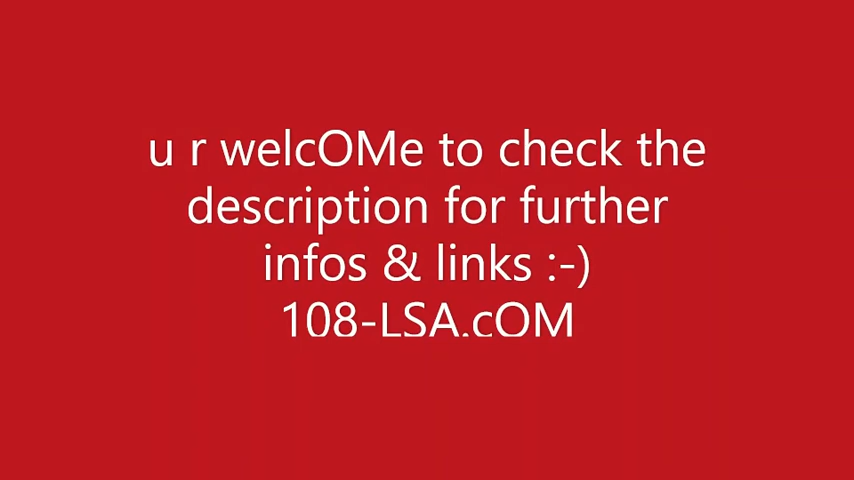 u r welcOMe to check the
description for further
infos & links :-)
108-LSA.cOM